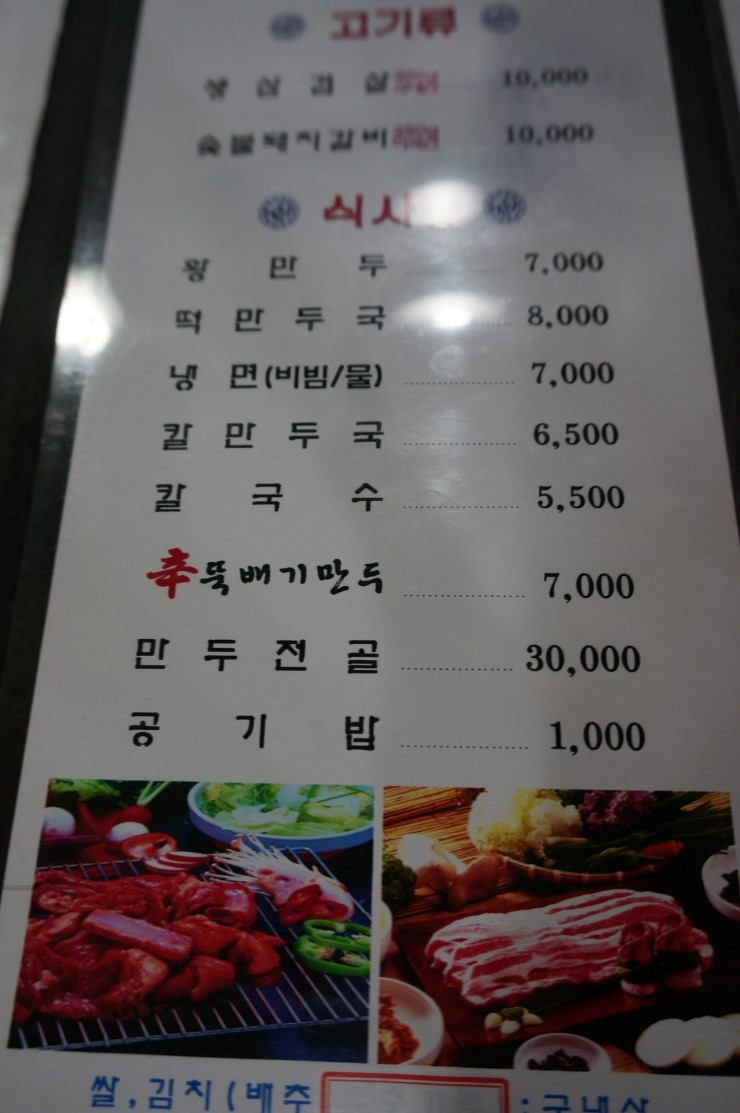 고기류
생 삼 겹 살 10,000
숯불돼지갈비 10,000
식사
왕 만 두 7,000
떡 만 두 국 8,000
냉 면(비빔/물) 7,000
칼 만 두 국 6,500
칼 국 수 5,500
辛뚝배기만두 7,000
만 두 전 골 30,000
공 기 밥 1,000
쌀,김치(배추 : 국내산